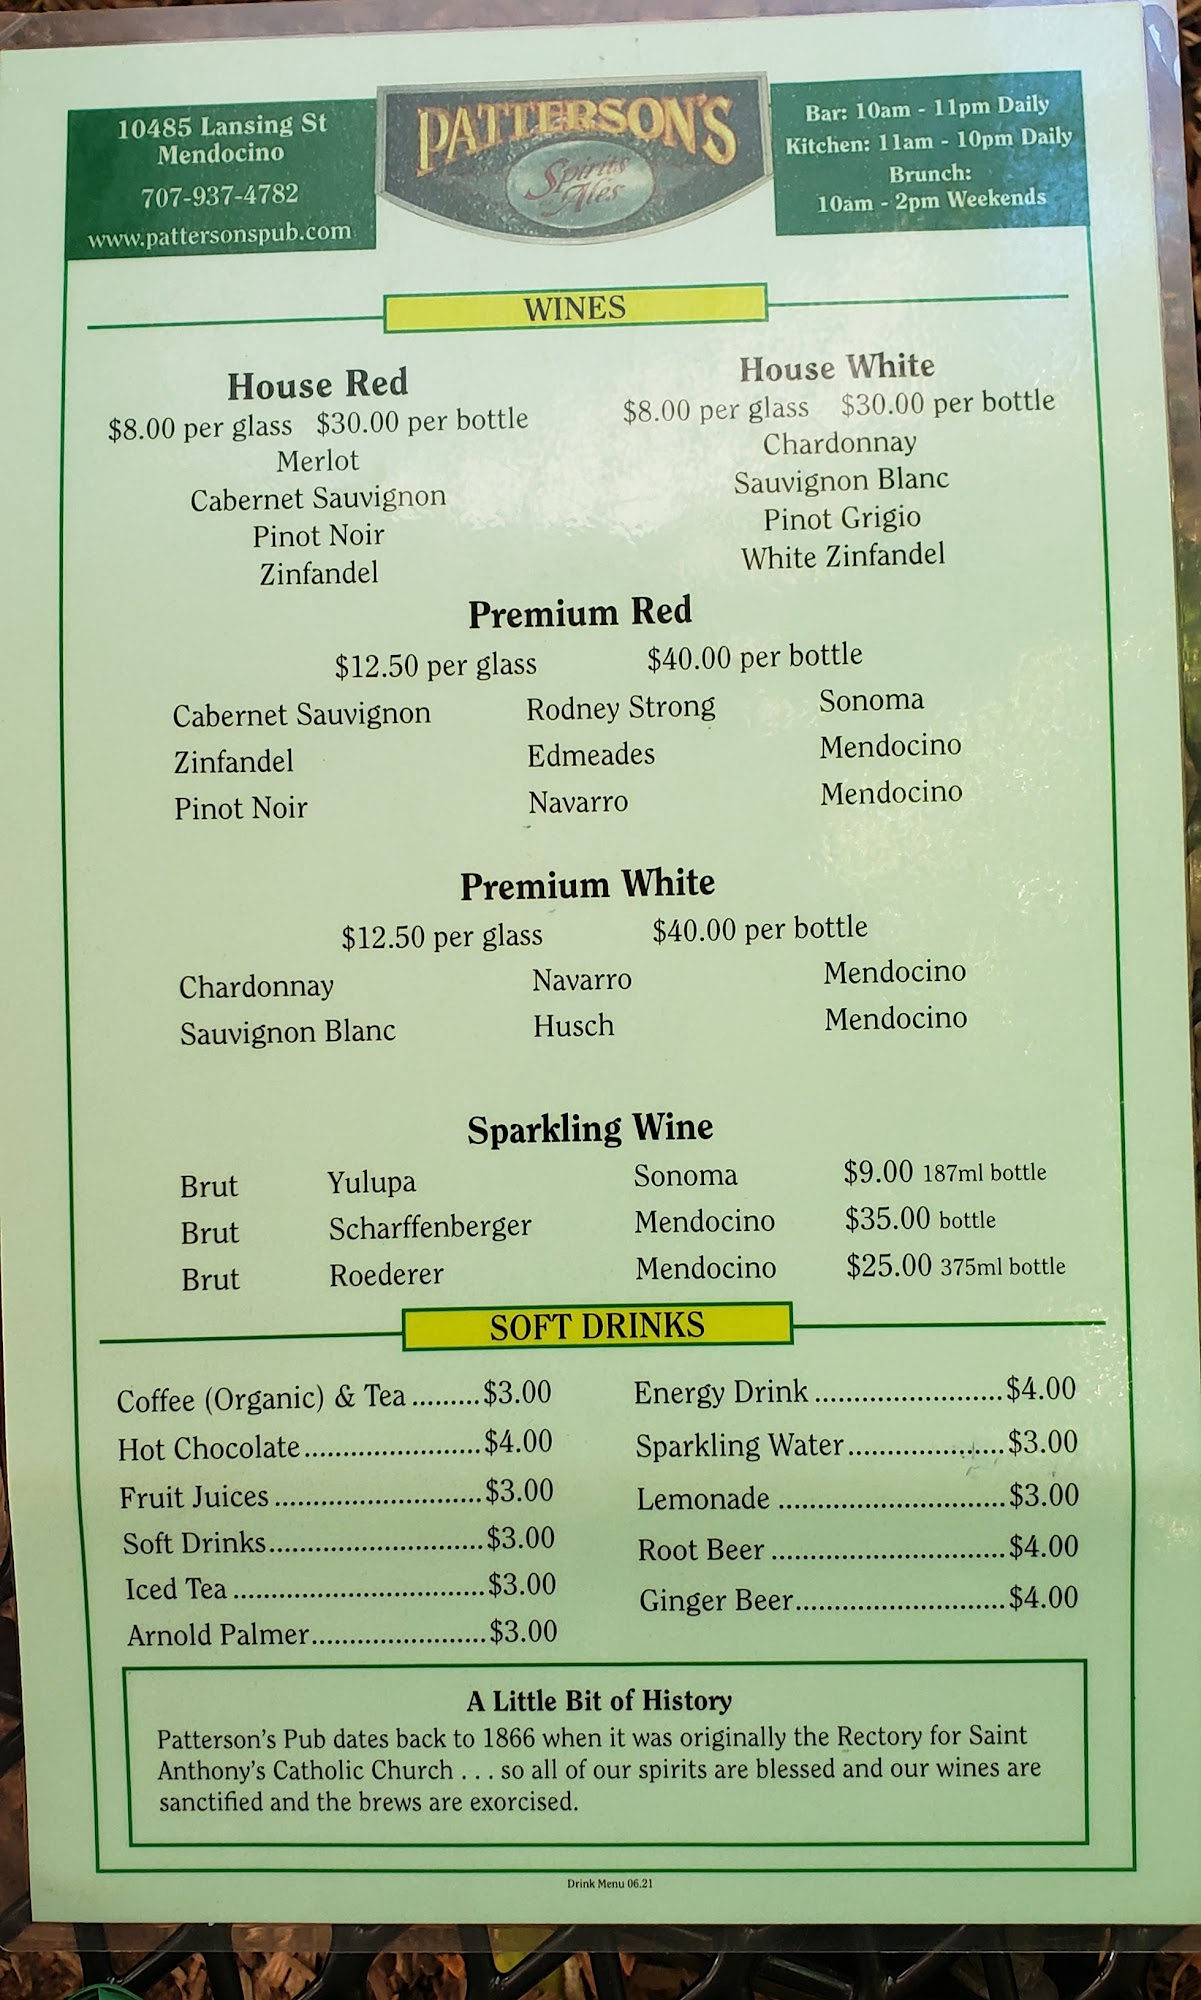 10485 Lansing St
Mendocino
707-937-4782
www.pattersonspub.com
PATTERSON'S
Spirits
Ales
Bar: 10am - 11pm Daily
Kitchen: 11am - 10pm Daily
Brunch:
10am - 2pm Weekends
WINES
House Red
$8.00 per glass $30.00 per bottle
Merlot
Cabernet Sauvignon
Pinot Noir
Zinfandel
House White
$8.00 per glass $30.00 per bottle
Chardonnay
Sauvignon Blanc
Pinot Grigio
White Zinfandel
Premium Red
$12.50 per glass $40.00 per bottle
Cabernet Sauvignon Rodney Strong Sonoma
Zinfandel Edmeades Mendocino
Pinot Noir Navarro Mendocino
Premium White
$12.50 per glass $40.00 per bottle
Chardonnay Navarro Mendocino
Sauvignon Blanc Husch Mendocino
Sparkling Wine
Brut Yulupa Sonoma $9.00 187ml bottle
Brut Scharffenberger Mendocino $35.00 bottle
Brut Roederer Mendocino $25.00 375ml bottle
SOFT DRINKS
Coffee (Organic) & Tea.........$3.00
Hot Chocolate.......................$4.00
Fruit Juices...........................$3.00
Soft Drinks............................$3.00
Iced Tea.................................$3.00
Arnold Palmer.......................$3.00
Energy Drink........................$4.00
Sparkling Water....................$3.00
Lemonade.............................$3.00
Root Beer..............................$4.00
Ginger Beer...........................$4.00
A Little Bit of History
Patterson's Pub dates back to 1866 when it was originally the Rectory for Saint
Anthony's Catholic Church . . . so all of our spirits are blessed and our wines are
sanctified and the brews are exorcised.
Drink Menu 06.21